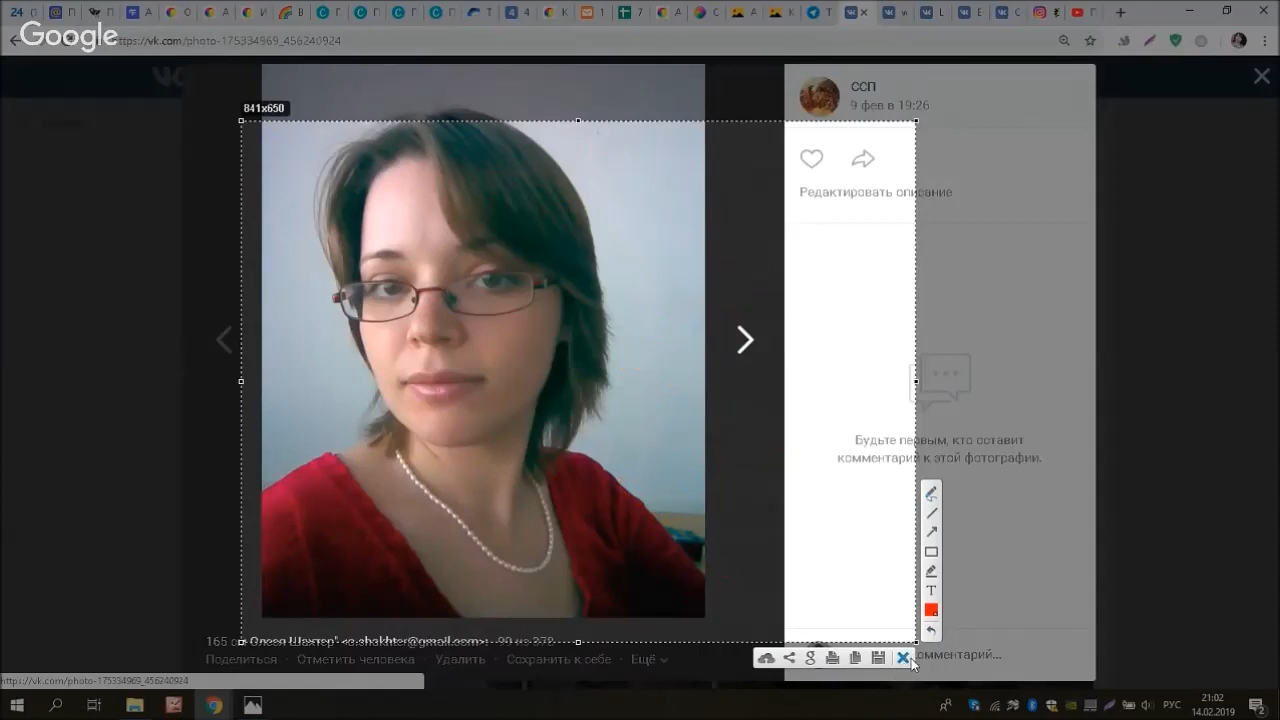 Google
https://vk.com/photo-175334969_456240924
841x650
ССП
9 фев в 19:26
Редактировать описание
Будьте первым, кто оставит
комментарий к этой фотографии.
T
Поделиться · Отметить человека · Удалить · Сохранить к себе · Ещё
комментарий...
https://vk.com/photo-175334969_456240924
РУС
21:02
14.02.2019